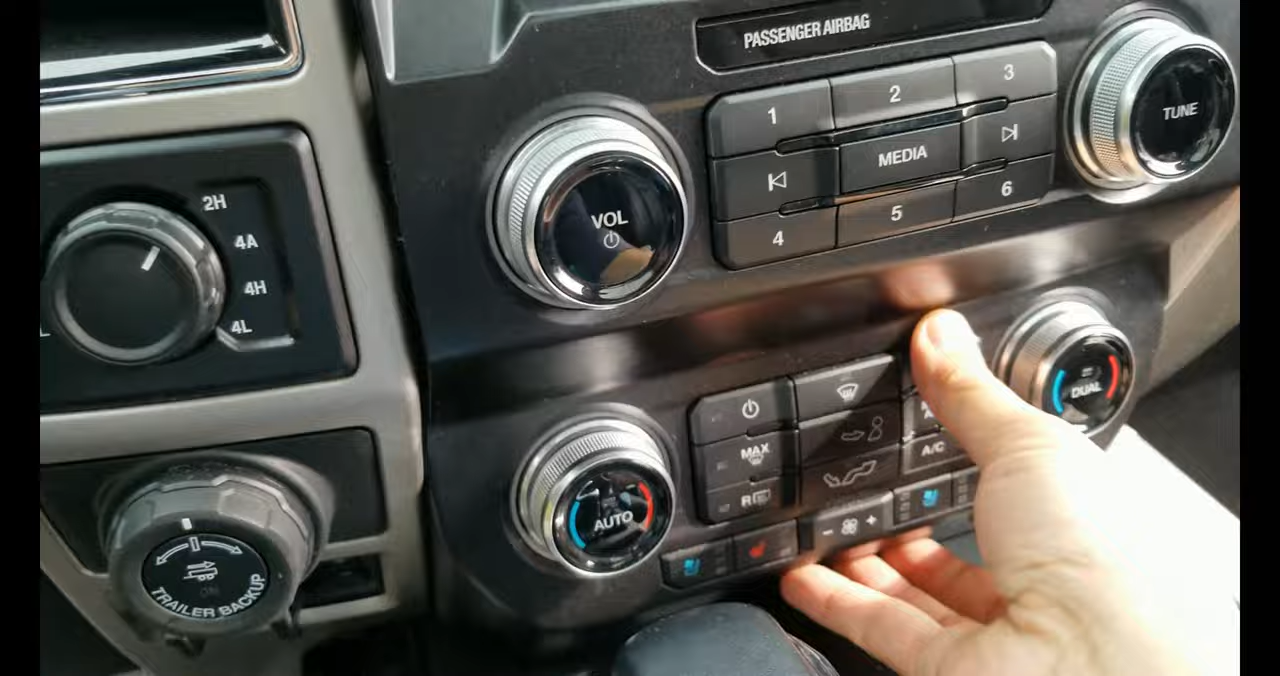 PASSENGER AIRBAG
1
2
3
MEDIA
4
5
6
TUNE
VOL
2H
4A
4H
4L
DUAL
MAX
R
A/C
AUTO
- +
TRAILER BACKUP